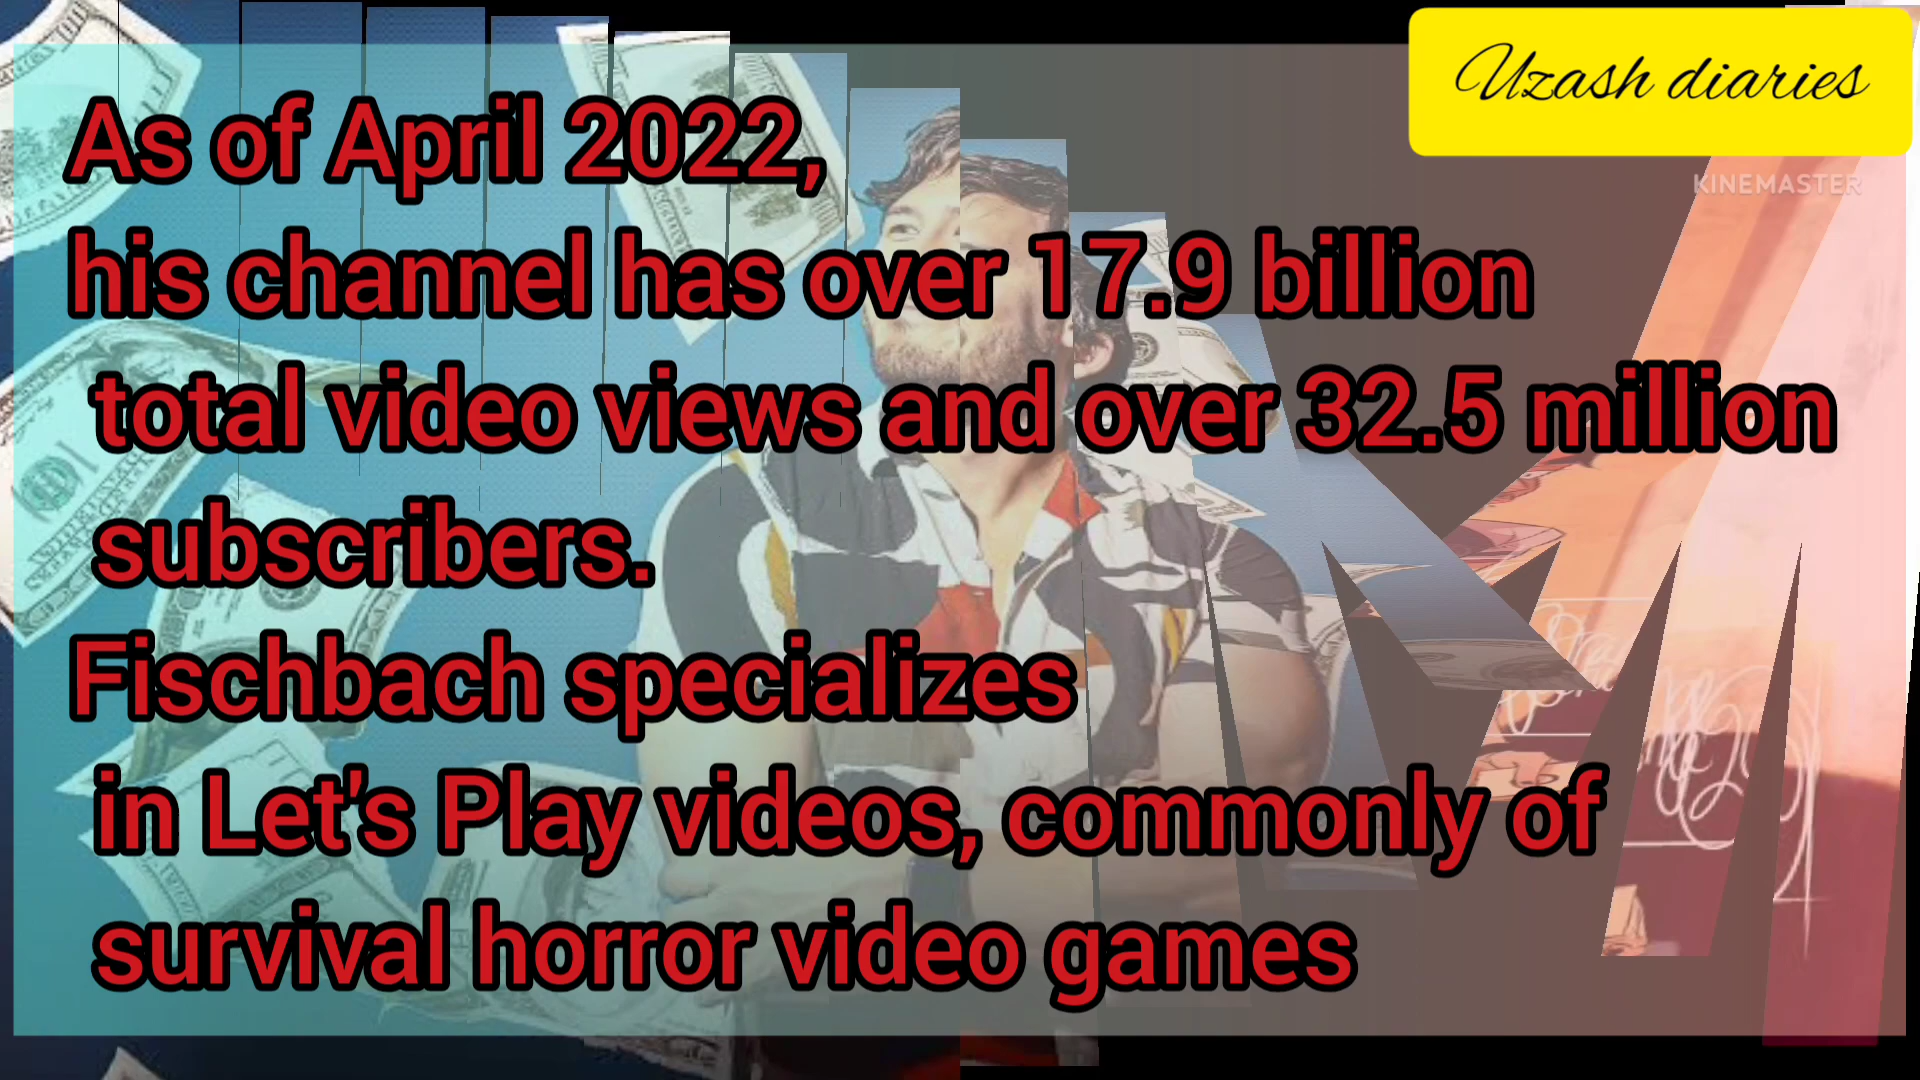 Uzash diaries
KINEMASTER
As of April 2022,
his channel has over 17.9 billion
total video views and over 32.5 million
subscribers.
Fischbach specializes
in Let's Play videos, commonly of
survival horror video games